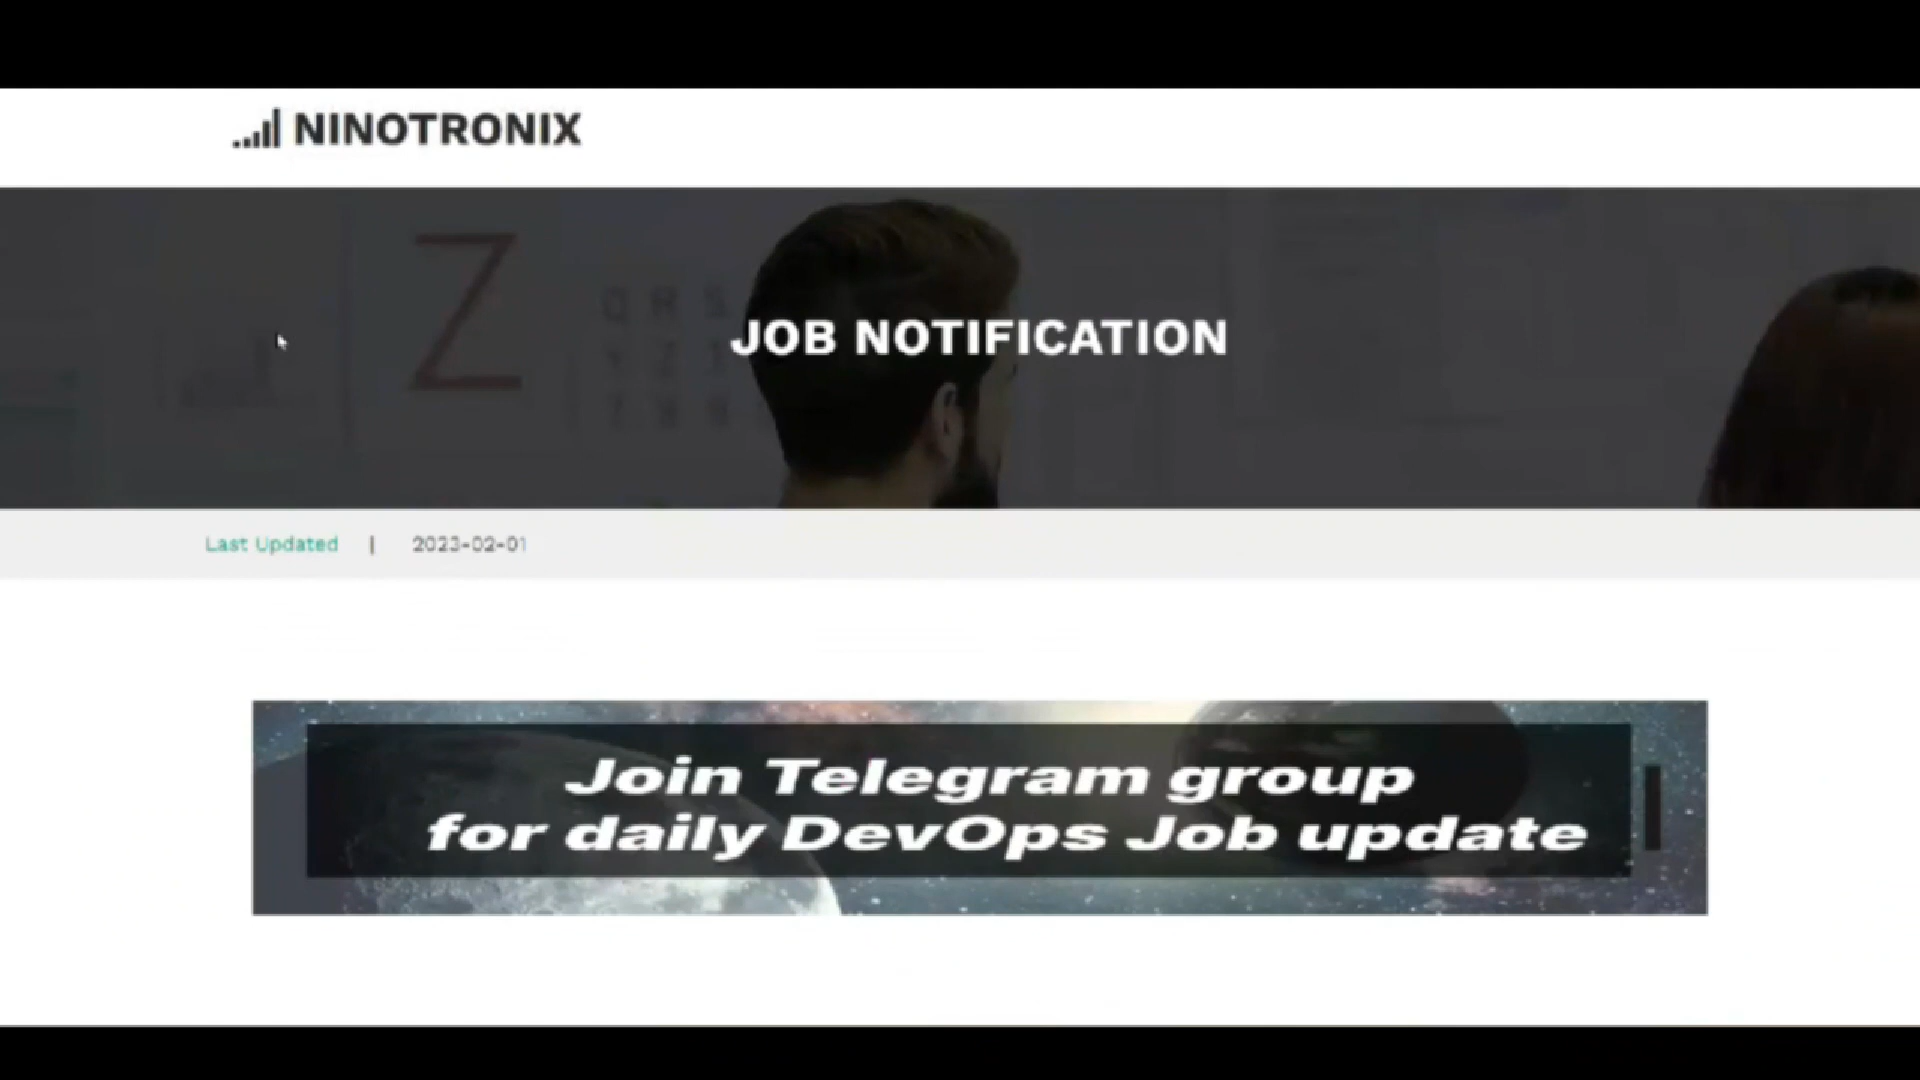 NINOTRONIX
Z
Q R S
JOB NOTIFICATION
Last Updated | 2023-02-01
Join Telegram group
for daily DevOps Job update